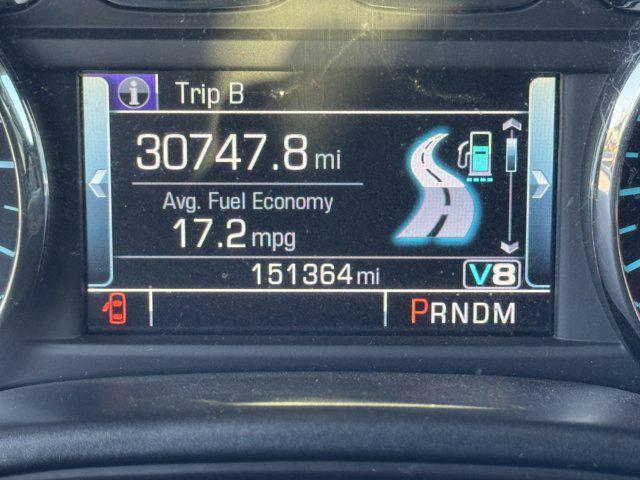 Trip B
30747.8 mi
Avg. Fuel Economy
17.2 mpg
151364 mi V8
PRNDM